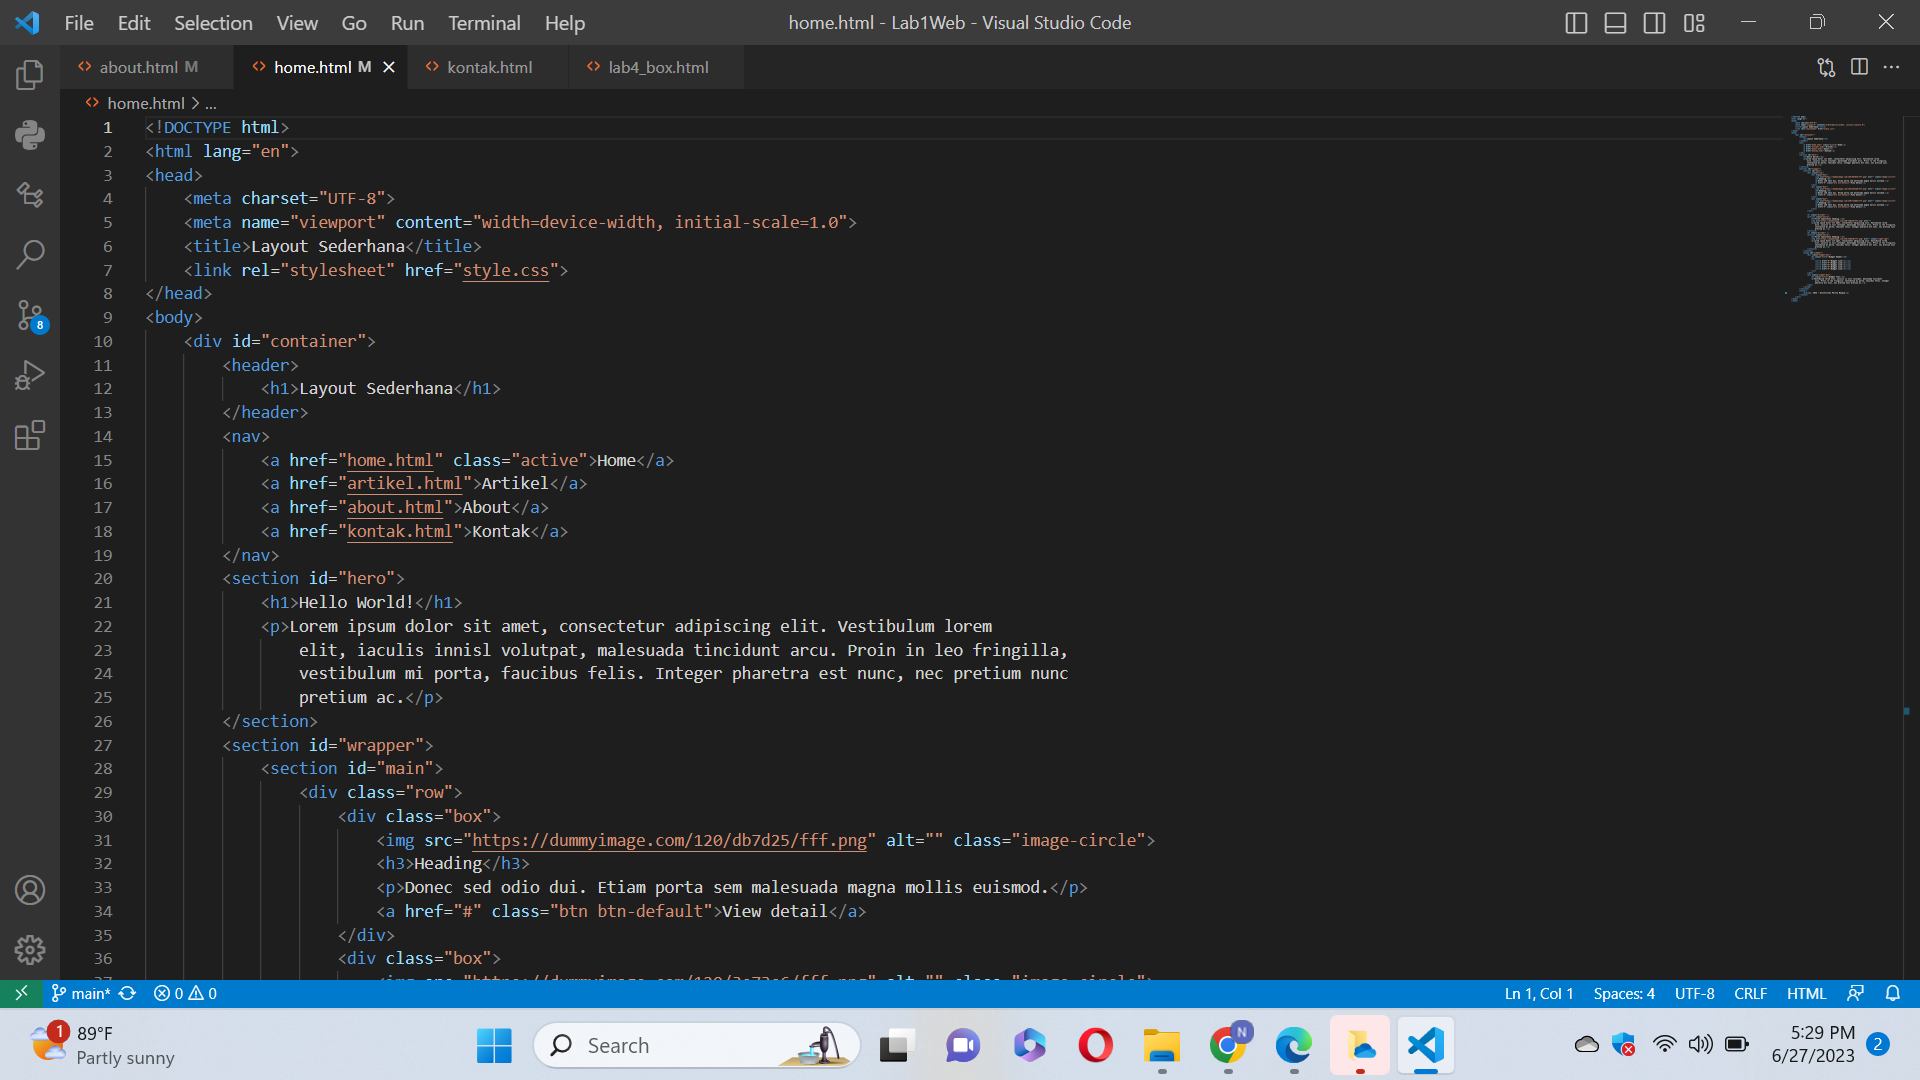 File Edit Selection View Go Run Terminal Help home.html - Lab1Web - Visual Studio Code
about.html M home.html M kontak.html lab4_box.html
home.html > ...
1 <!DOCTYPE html>
2 <html lang="en">
3 <head>
4 <meta charset="UTF-8">
5 <meta name="viewport" content="width=device-width, initial-scale=1.0">
6 <title>Layout Sederhana</title>
7 <link rel="stylesheet" href="style.css">
8 </head>
9 <body>
10 <div id="container">
11 <header>
12 <h1>Layout Sederhana</h1>
13 </header>
14 <nav>
15 <a href="home.html" class="active">Home</a>
16 <a href="artikel.html">Artikel</a>
17 <a href="about.html">About</a>
18 <a href="kontak.html">Kontak</a>
19 </nav>
20 <section id="hero">
21 <h1>Hello World!</h1>
22 <p>Lorem ipsum dolor sit amet, consectetur adipiscing elit. Vestibulum lorem
23 elit, iaculis innisl volutpat, malesuada tincidunt arcu. Proin in leo fringilla,
24 vestibulum mi porta, faucibus felis. Integer pharetra est nunc, nec pretium nunc
25 pretium ac.</p>
26 </section>
27 <section id="wrapper">
28 <section id="main">
29 <div class="row">
30 <div class="box">
31 <img src="https://dummyimage.com/120/db7d25/fff.png" alt="" class="image-circle">
32 <h3>Heading</h3>
33 <p>Donec sed odio dui. Etiam porta sem malesuada magna mollis euismod.</p>
34 <a href="#" class="btn btn-default">View detail</a>
35 </div>
36 <div class="box">
8
main* 0 0 Ln 1, Col 1 Spaces: 4 UTF-8 CRLF HTML
1 89°F
Partly sunny
Search
N
5:29 PM
6/27/2023
2